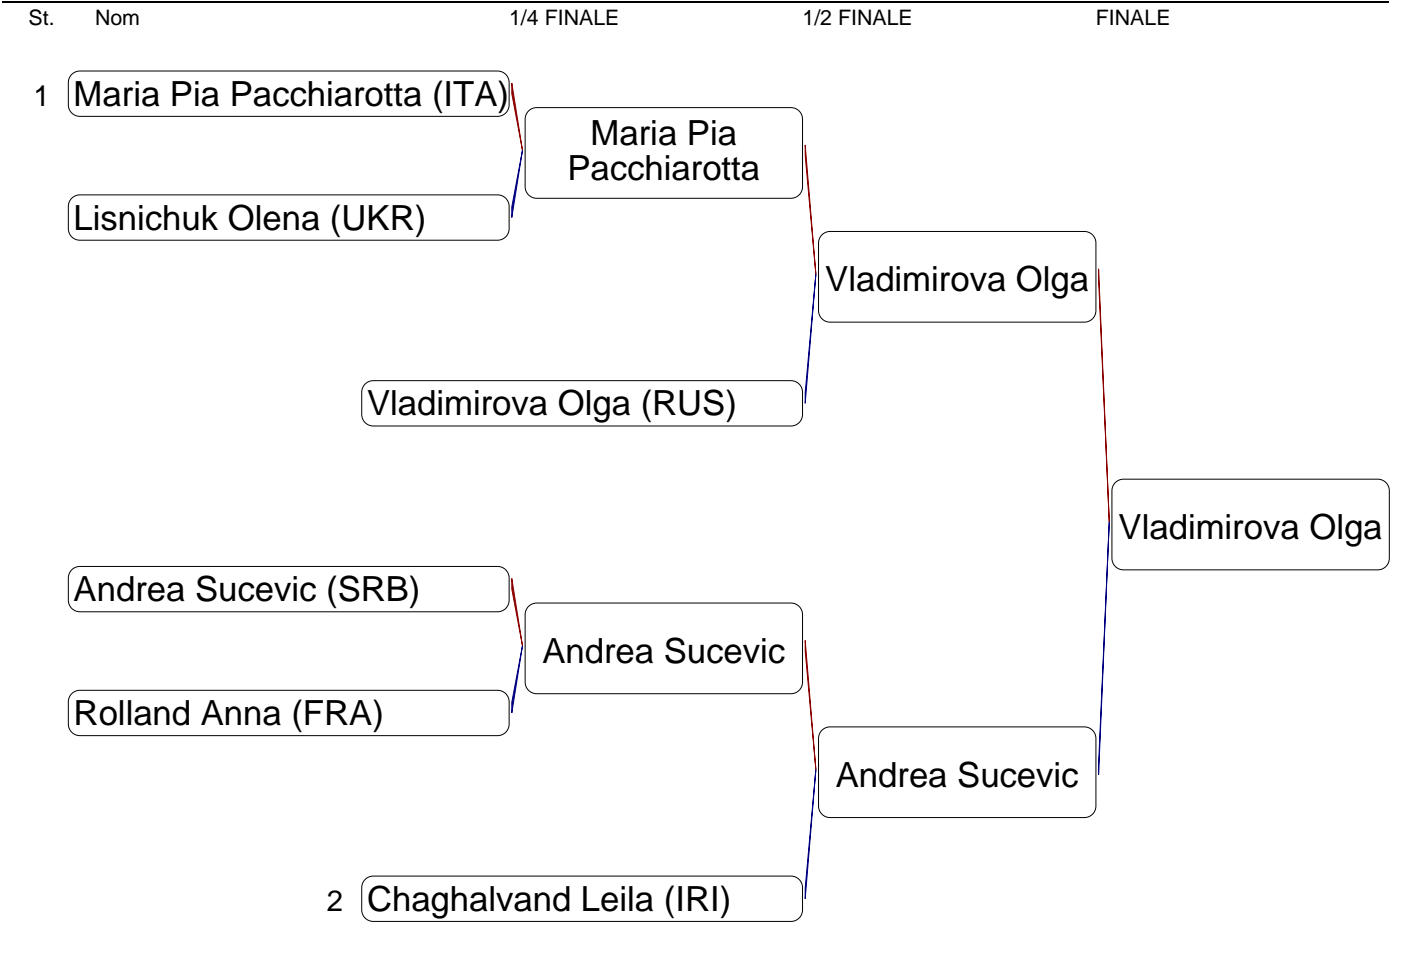 St. Nom 1/4 FINALE 1/2 FINALE FINALE
1 Maria Pia Pacchiarotta (ITA)
Maria Pia
Pacchiarotta
Lisnichuk Olena (UKR)
Vladimirova Olga
Vladimirova Olga (RUS)
Vladimirova Olga
Andrea Sucevic (SRB)
Andrea Sucevic
Rolland Anna (FRA)
Andrea Sucevic
2 Chaghalvand Leila (IRI)